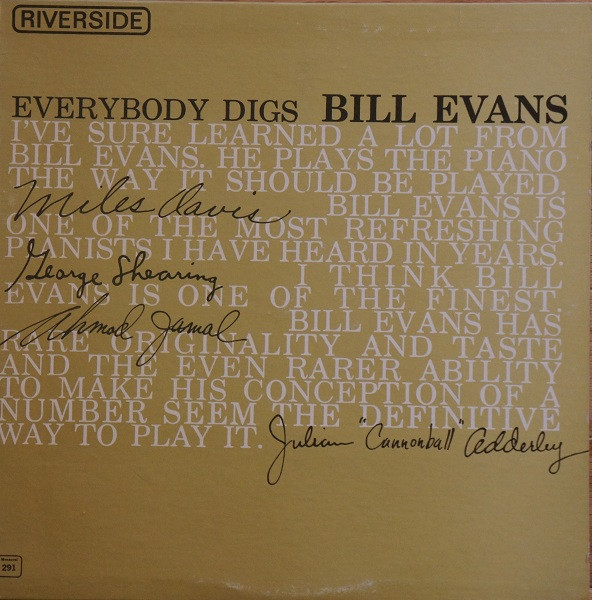 RIVERSIDE
EVERYBODY DIGS BILL EVANS
I'VE SURE LEARNED A LOT FROM
BILL EVANS. HE PLAYS THE PIANO
THE WAY IT SHOULD BE PLAYED.
Miles Davis BILL EVANS IS
ONE OF THE MOST REFRESHING
PIANISTS I HAVE HEARD IN YEARS.
George Shearing I THINK BILL
EVANS IS ONE OF THE FINEST.
Ahmad Jamal BILL EVANS HAS
RARE ORIGINALITY AND TASTE
AND THE EVEN RARER ABILITY
TO MAKE HIS CONCEPTION OF A
NUMBER SEEM THE DEFINITIVE
WAY TO PLAY IT. Julian "Cannonball" Adderley
291